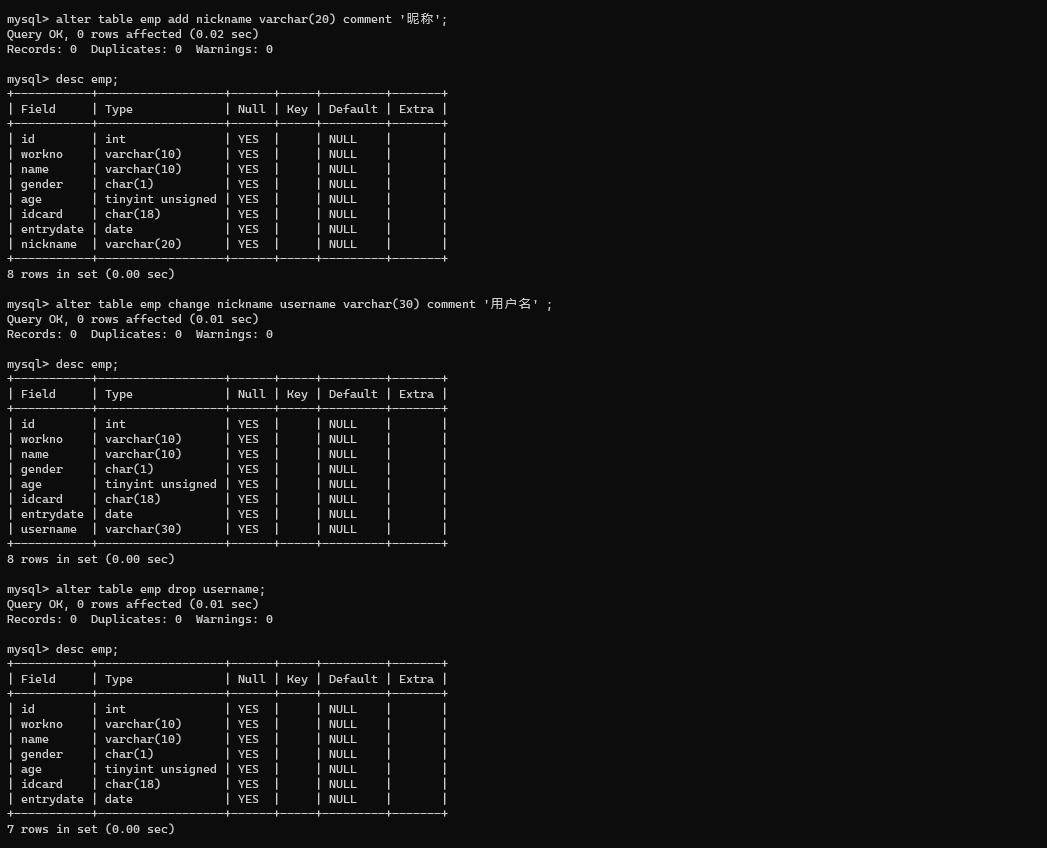 mysql> alter table emp add nickname varchar(20) comment '昵称';
Query OK, 0 rows affected (0.02 sec)
Records: 0  Duplicates: 0  Warnings: 0
mysql> desc emp;
+-----------+------------------+------+-----+---------+-------+
| Field     | Type             | Null | Key | Default | Extra |
+-----------+------------------+------+-----+---------+-------+
| id        | int              | YES  |     | NULL    |       |
| workno    | varchar(10)      | YES  |     | NULL    |       |
| name      | varchar(10)      | YES  |     | NULL    |       |
| gender    | char(1)          | YES  |     | NULL    |       |
| age       | tinyint unsigned | YES  |     | NULL    |       |
| idcard    | char(18)         | YES  |     | NULL    |       |
| entrydate | date             | YES  |     | NULL    |       |
| nickname  | varchar(20)      | YES  |     | NULL    |       |
+-----------+------------------+------+-----+---------+-------+
8 rows in set (0.00 sec)
mysql> alter table emp change nickname username varchar(30) comment '用户名' ;
Query OK, 0 rows affected (0.01 sec)
Records: 0  Duplicates: 0  Warnings: 0
mysql> desc emp;
+-----------+------------------+------+-----+---------+-------+
| Field     | Type             | Null | Key | Default | Extra |
+-----------+------------------+------+-----+---------+-------+
| id        | int              | YES  |     | NULL    |       |
| workno    | varchar(10)      | YES  |     | NULL    |       |
| name      | varchar(10)      | YES  |     | NULL    |       |
| gender    | char(1)          | YES  |     | NULL    |       |
| age       | tinyint unsigned | YES  |     | NULL    |       |
| idcard    | char(18)         | YES  |     | NULL    |       |
| entrydate | date             | YES  |     | NULL    |       |
| username  | varchar(30)      | YES  |     | NULL    |       |
+-----------+------------------+------+-----+---------+-------+
8 rows in set (0.00 sec)
mysql> alter table emp drop username;
Query OK, 0 rows affected (0.01 sec)
Records: 0  Duplicates: 0  Warnings: 0
mysql> desc emp;
+-----------+------------------+------+-----+---------+-------+
| Field     | Type             | Null | Key | Default | Extra |
+-----------+------------------+------+-----+---------+-------+
| id        | int              | YES  |     | NULL    |       |
| workno    | varchar(10)      | YES  |     | NULL    |       |
| name      | varchar(10)      | YES  |     | NULL    |       |
| gender    | char(1)          | YES  |     | NULL    |       |
| age       | tinyint unsigned | YES  |     | NULL    |       |
| idcard    | char(18)         | YES  |     | NULL    |       |
| entrydate | date             | YES  |     | NULL    |       |
+-----------+------------------+------+-----+---------+-------+
7 rows in set (0.00 sec)